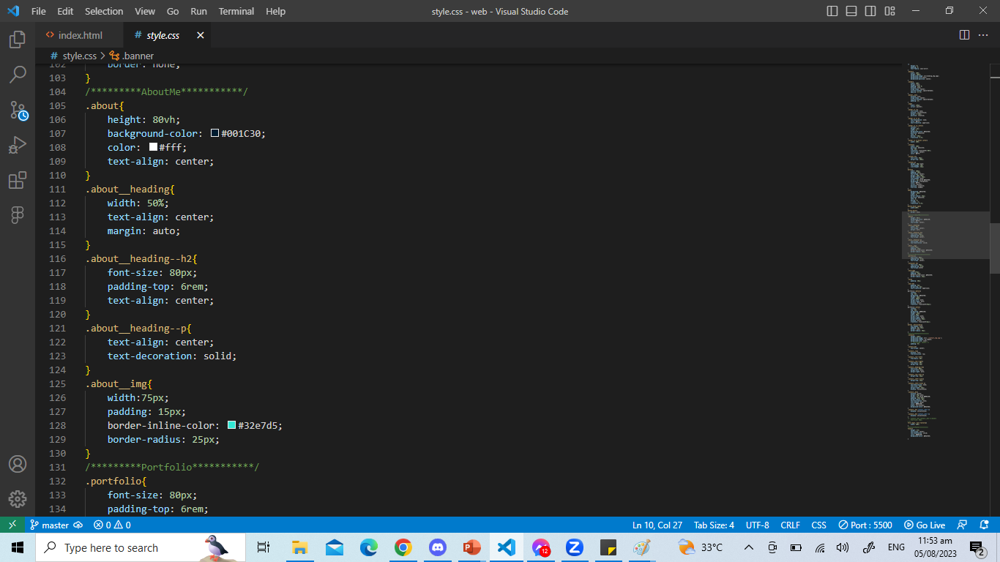 File Edit Selection View Go Run Terminal Help style.css - web - Visual Studio Code
<> index.html # style.css
# style.css > .banner
102 border: none;
103 }
104 /*********AboutMe***********/
105 .about{
106 height: 80vh;
107 background-color: #001C30;
108 color: #fff;
109 text-align: center;
110 }
111 .about__heading{
112 width: 50%;
113 text-align: center;
114 margin: auto;
115 }
116 .about__heading--h2{
117 font-size: 80px;
118 padding-top: 6rem;
119 text-align: center;
120 }
121 .about__heading--p{
122 text-align: center;
123 text-decoration: solid;
124 }
125 .about__img{
126 width:75px;
127 padding: 15px;
128 border-inline-color: #32e7d5;
129 border-radius: 25px;
130 }
131 /*********Portfolio***********/
132 .portfolio{
133 font-size: 80px;
134 padding-top: 6rem;
master 0 0 Ln 10, Col 27 Tab Size: 4 UTF-8 CRLF CSS Port : 5500 Go Live
Type here to search 12 33°C ENG 11:53 am
05/08/2023 2